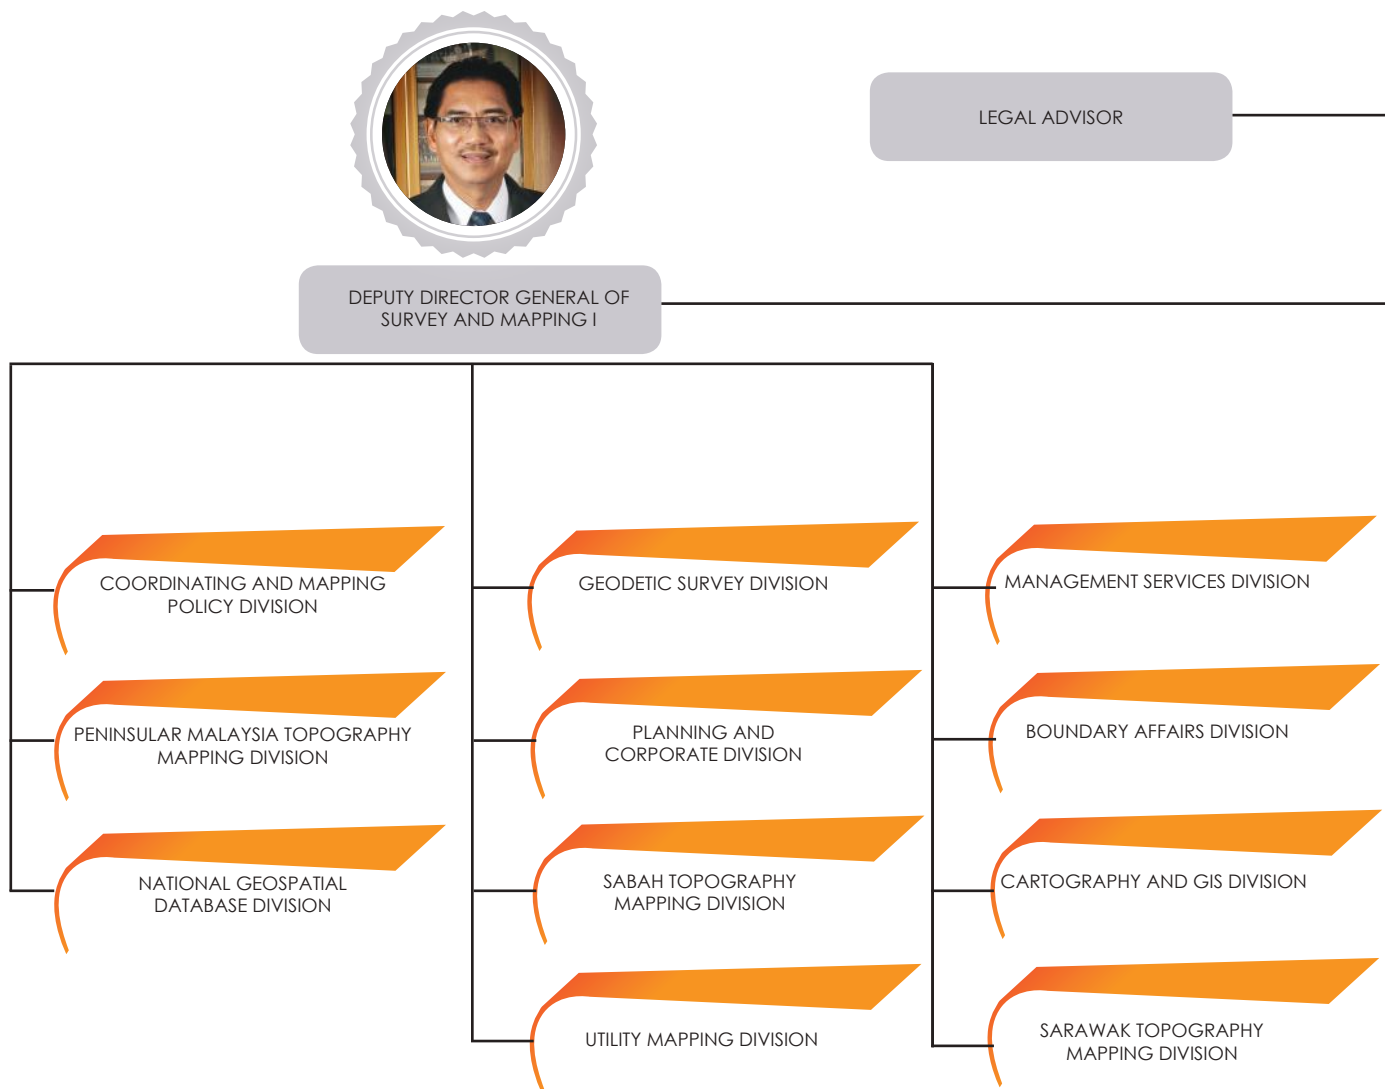 LEGAL ADVISOR
DEPUTY DIRECTOR GENERAL OF
SURVEY AND MAPPING I
COORDINATING AND MAPPING
POLICY DIVISION
PENINSULAR MALAYSIA TOPOGRAPHY
MAPPING DIVISION
NATIONAL GEOSPATIAL
DATABASE DIVISION
GEODETIC SURVEY DIVISION
PLANNING AND
CORPORATE DIVISION
SABAH TOPOGRAPHY
MAPPING DIVISION
UTILITY MAPPING DIVISION
MANAGEMENT SERVICES DIVISION
BOUNDARY AFFAIRS DIVISION
CARTOGRAPHY AND GIS DIVISION
SARAWAK TOPOGRAPHY
MAPPING DIVISION